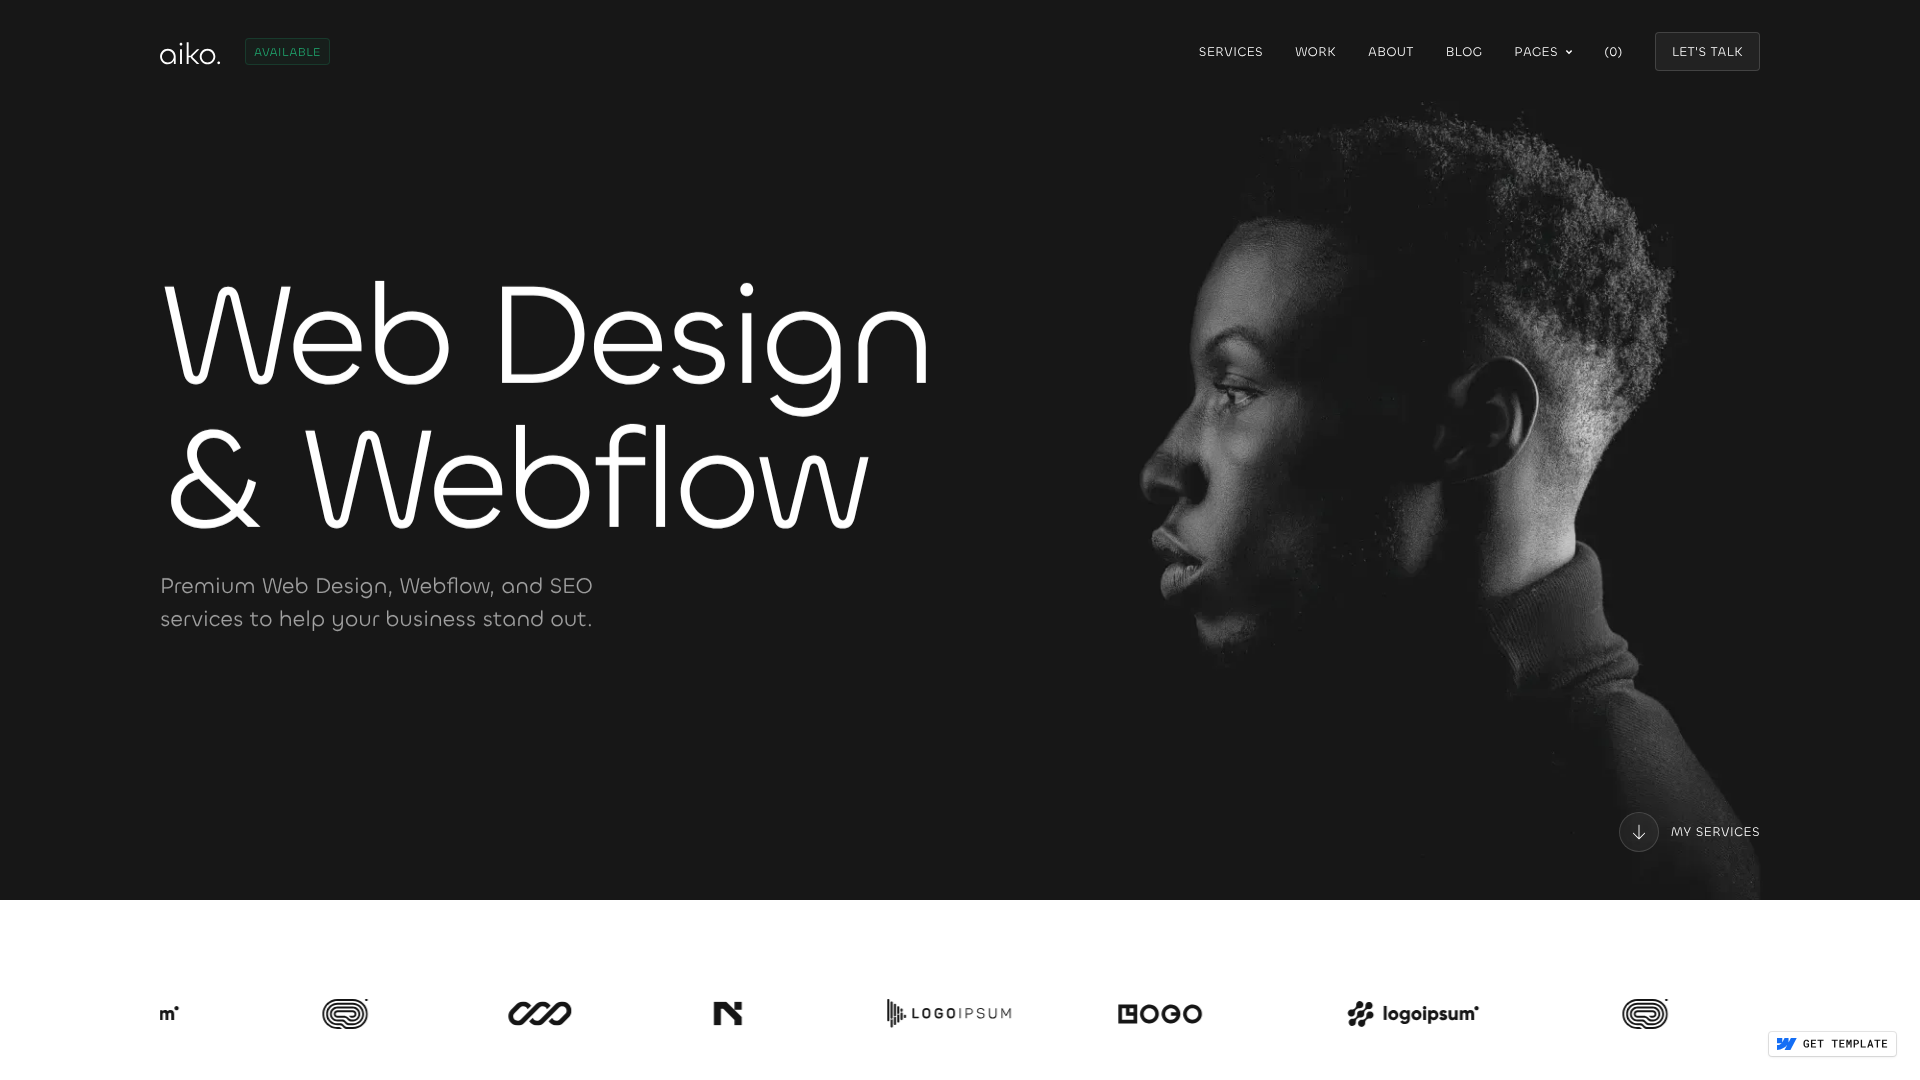 aiko.
AVAILABLE
SERVICES
WORK
ABOUT
BLOG
PAGES
(0)
LET'S TALK
Web Design
& Webflow
Premium Web Design, Webflow, and SEO
services to help your business stand out.
MY SERVICES
m
LOGOIPSUM
LOGO
logoipsum
GET TEMPLATE